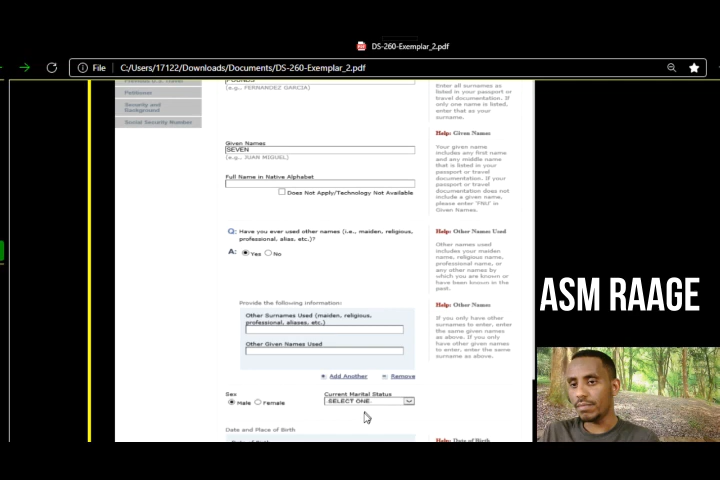 DS-260-Exemplar_2.pdf
File C:/Users/17122/Downloads/Documents/DS-260-Exemplar_2.pdf
Petitioner
Security and
Background
Social Security Number
(e.g., FERNANDEZ GARCIA)
Given Names
SEVEN
(e.g., JUAN MIGUEL)
Full Name in Native Alphabet
Does Not Apply/Technology Not Available
Q: Have you ever used other names (i.e., maiden, religious,
professional, alias, etc.)?
A: Yes No
Provide the following information:
Other Surnames Used (maiden, religious,
professional, aliases, etc.)
Other Given Names Used
Add Another Remove
Sex
Male Female
Current Marital Status
-SELECT ONE-
Date and Place of Birth
Enter all surnames as
listed in your passport or
travel documentation. If
only one name is listed,
enter that as your
surname.
Help: Given Names
Your given name
includes any first name
and any middle name
that is listed in your
passport or travel
documentation. If your
passport or travel
documentation does not
include a given name,
please enter 'FNU' in
Given Names.
Help: Other Names Used
Other names used
includes your maiden
name, religious name,
professional name, or
any other names by
which you are known or
have been known in the
past.
Help: Other Names
If you only have other
surnames to enter, enter
the same given names
as above. If you only
have other given names
to enter, enter the same
surname as above.
Help: Date of Birth
ASM RAAGE